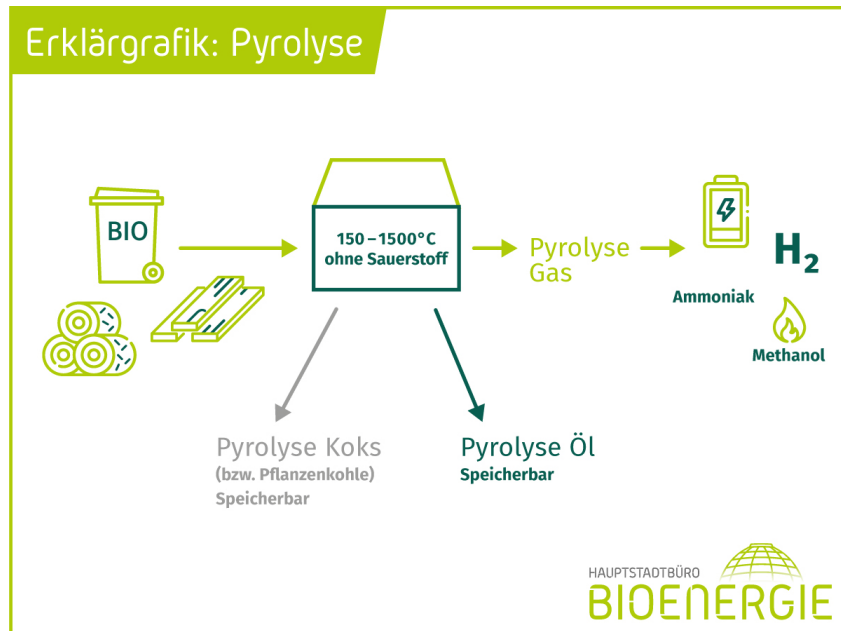 Erklärgrafik: Pyrolyse
BIO
150–1500°C
ohne Sauerstoff
Pyrolyse
Gas
H₂
Ammoniak
Methanol
Pyrolyse Koks
(bzw. Pflanzenkohle)
Speicherbar
Pyrolyse Öl
Speicherbar
HAUPTSTADTBÜRO
BIOENERGIE